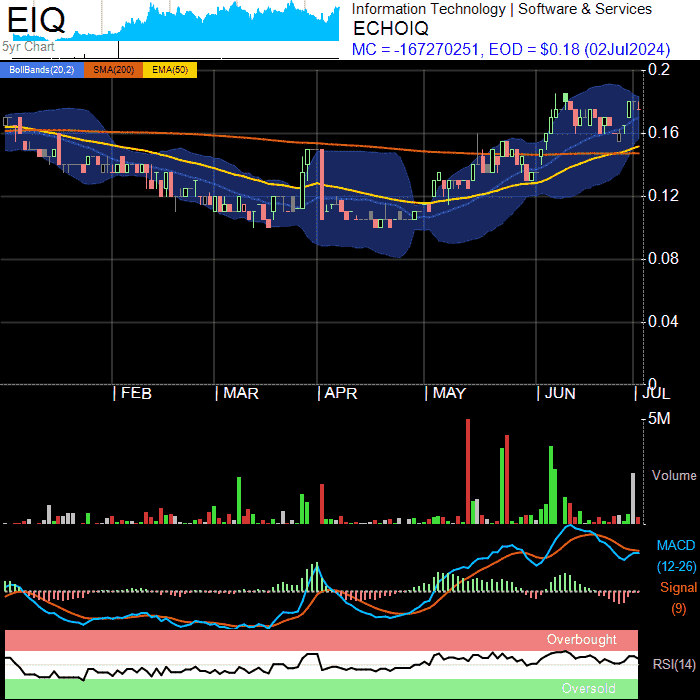 EIQ
5yr Chart
Information Technology | Software & Services
ECHOIQ
MC = -167270251, EOD = $0.18 (02Jul2024)
BollBands(20,2) SMA(200) EMA(50)
0.2
0.16
0.12
0.08
0.04
0
FEB MAR APR MAY JUN JUL
5M
Volume
MACD
(12-26)
Signal
(9)
Overbought
RSI(14)
Oversold